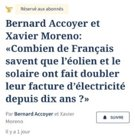 Réservé aux abonnés
Bernard Accoyer et
Xavier Moreno:
«Combien de Français
savent que l’éolien et le
solaire ont fait doubler
leur facture d’électricité
depuis dix ans ?»
Par Bernard Accoyer et Xavier
Moreno
SUIVRE
Il y a 1 jour